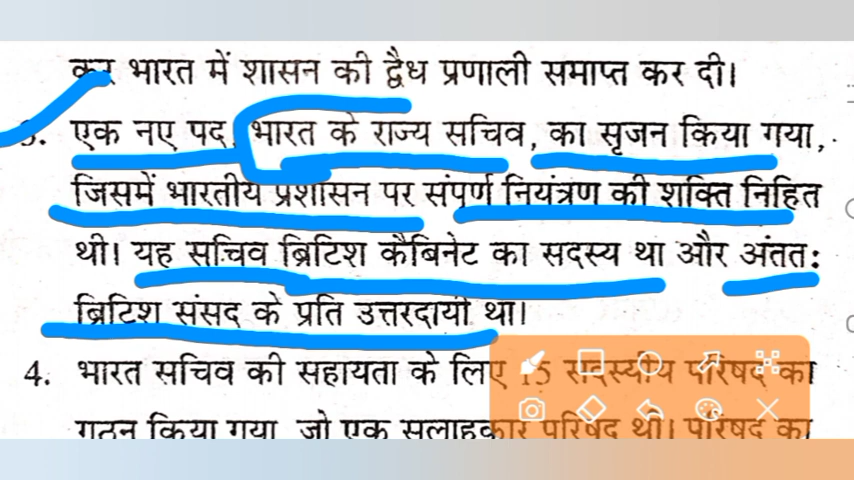 कर भारत में शासन की द्वैध प्रणाली समाप्त कर दी।
3. एक नए पद, भारत के राज्य सचिव, का सृजन किया गया,
जिसमें भारतीय प्रशासन पर संपूर्ण नियंत्रण की शक्ति निहित
थी। यह सचिव ब्रिटिश कैबिनेट का सदस्य था और अंततः
ब्रिटिश संसद के प्रति उत्तरदायी था।
4. भारत सचिव की सहायता के लिए 15 सदस्यीय परिषद का
गठन किया गया, जो एक सलाहकार परिषद थी। परिषद का